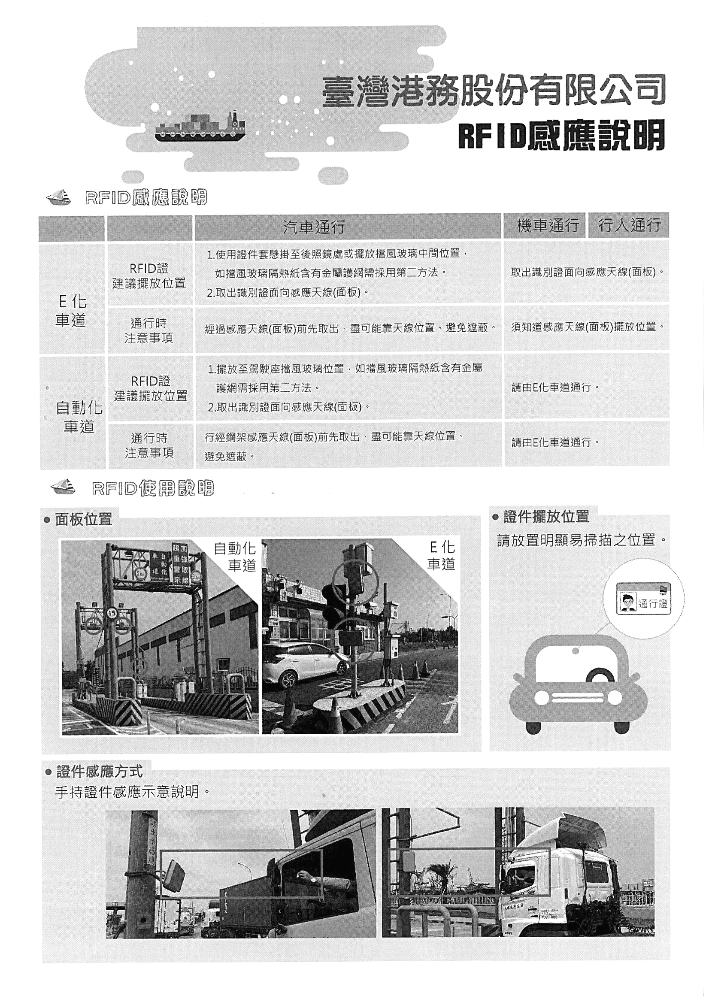 臺灣港務股份有限公司
RFID感應說明
RFID感應說明
汽車通行
機車通行
行人通行
E化
車道
RFID證
建議擺放位置
1.使用證件套懸掛至後照鏡處或擺放擋風玻璃中間位置，
如擋風玻璃隔熱紙含有金屬護網需採用第二方法。
2.取出識別證面向感應天線(面板)。
取出識別證面向感應天線(面板)。
通行時
注意事項
經過感應天線(面板)前先取出、盡可能靠天線位置、避免遮蔽。
須知道感應天線(面板)擺放位置。
自動化
車道
RFID證
建議擺放位置
1.擺放至駕駛座擋風玻璃位置，如擋風玻璃隔熱紙含有金屬
護網需採用第二方法。
2.取出識別證面向感應天線(面板)。
請由E化車道通行。
通行時
注意事項
行經鋼架感應天線(面板)前先取出、盡可能靠天線位置、
避免遮蔽。
請由E化車道通行。
RFID使用說明
● 面板位置
自動化
車道
自動化
車道
加強取締
超重警示
15
E化
車道
● 證件擺放位置
請放置明顯易掃描之位置。
TIPC
通行證
● 證件感應方式
手持證件感應示意說明。